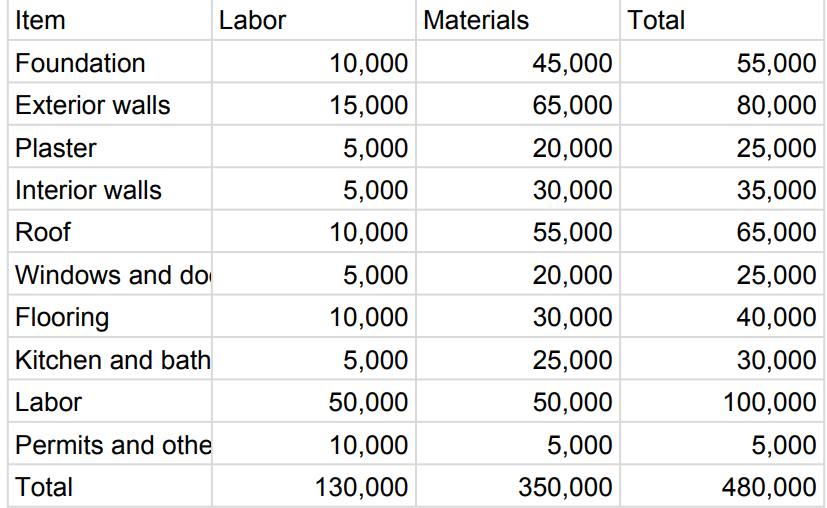 Item Labor Materials Total
Foundation 10,000 45,000 55,000
Exterior walls 15,000 65,000 80,000
Plaster 5,000 20,000 25,000
Interior walls 5,000 30,000 35,000
Roof 10,000 55,000 65,000
Windows and do 5,000 20,000 25,000
Flooring 10,000 30,000 40,000
Kitchen and bath 5,000 25,000 30,000
Labor 50,000 50,000 100,000
Permits and othe 10,000 5,000 5,000
Total 130,000 350,000 480,000